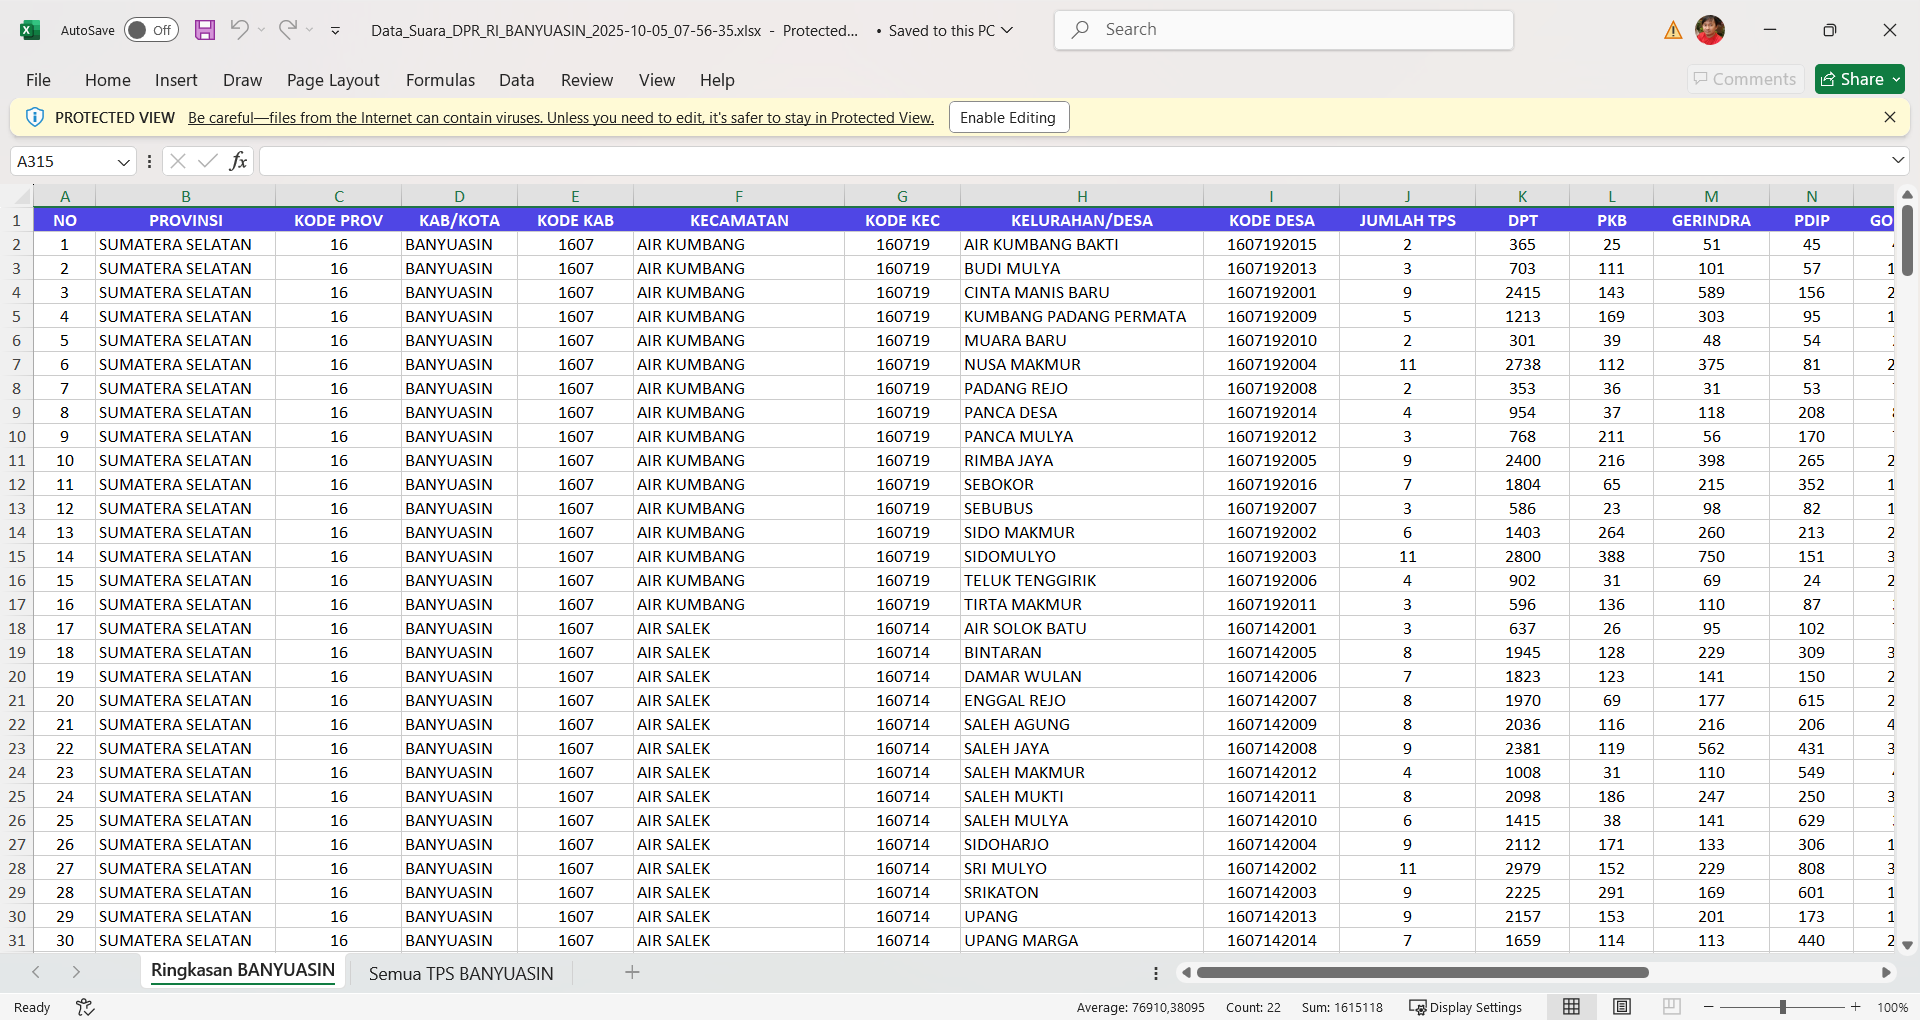 AutoSave Off Data_Suara_DPR_RI_BANYUASIN_2025-10-05_07-56-35.xlsx - Protected... • Saved to this PC Search
File Home Insert Draw Page Layout Formulas Data Review View Help Comments Share
PROTECTED VIEW Be careful—files from the Internet can contain viruses. Unless you need to edit, it's safer to stay in Protected View. Enable Editing
A315 fx
A B C D E F G H I J K L M N
1 NO PROVINSI KODE PROV KAB/KOTA KODE KAB KECAMATAN KODE KEC KELURAHAN/DESA KODE DESA JUMLAH TPS DPT PKB GERINDRA PDIP GO
2 1 SUMATERA SELATAN 16 BANYUASIN 1607 AIR KUMBANG 160719 AIR KUMBANG BAKTI 1607192015 2 365 25 51 45
3 2 SUMATERA SELATAN 16 BANYUASIN 1607 AIR KUMBANG 160719 BUDI MULYA 1607192013 3 703 111 101 57 1
4 3 SUMATERA SELATAN 16 BANYUASIN 1607 AIR KUMBANG 160719 CINTA MANIS BARU 1607192001 9 2415 143 589 156 2
5 4 SUMATERA SELATAN 16 BANYUASIN 1607 AIR KUMBANG 160719 KUMBANG PADANG PERMATA 1607192009 5 1213 169 303 95 1
6 5 SUMATERA SELATAN 16 BANYUASIN 1607 AIR KUMBANG 160719 MUARA BARU 1607192010 2 301 39 48 54
7 6 SUMATERA SELATAN 16 BANYUASIN 1607 AIR KUMBANG 160719 NUSA MAKMUR 1607192004 11 2738 112 375 81 2
8 7 SUMATERA SELATAN 16 BANYUASIN 1607 AIR KUMBANG 160719 PADANG REJO 1607192008 2 353 36 31 53
9 8 SUMATERA SELATAN 16 BANYUASIN 1607 AIR KUMBANG 160719 PANCA DESA 1607192014 4 954 37 118 208
10 9 SUMATERA SELATAN 16 BANYUASIN 1607 AIR KUMBANG 160719 PANCA MULYA 1607192012 3 768 211 56 170
11 10 SUMATERA SELATAN 16 BANYUASIN 1607 AIR KUMBANG 160719 RIMBA JAYA 1607192005 9 2400 216 398 265 2
12 11 SUMATERA SELATAN 16 BANYUASIN 1607 AIR KUMBANG 160719 SEBOKOR 1607192016 7 1804 65 215 352 1
13 12 SUMATERA SELATAN 16 BANYUASIN 1607 AIR KUMBANG 160719 SEBUBUS 1607192007 3 586 23 98 82 1
14 13 SUMATERA SELATAN 16 BANYUASIN 1607 AIR KUMBANG 160719 SIDO MAKMUR 1607192002 6 1403 264 260 213 2
15 14 SUMATERA SELATAN 16 BANYUASIN 1607 AIR KUMBANG 160719 SIDOMULYO 1607192003 11 2800 388 750 151 3
16 15 SUMATERA SELATAN 16 BANYUASIN 1607 AIR KUMBANG 160719 TELUK TENGGIRIK 1607192006 4 902 31 69 24 2
17 16 SUMATERA SELATAN 16 BANYUASIN 1607 AIR KUMBANG 160719 TIRTA MAKMUR 1607192011 3 596 136 110 87
18 17 SUMATERA SELATAN 16 BANYUASIN 1607 AIR SALEK 160714 AIR SOLOK BATU 1607142001 3 637 26 95 102
19 18 SUMATERA SELATAN 16 BANYUASIN 1607 AIR SALEK 160714 BINTARAN 1607142005 8 1945 128 229 309 3
20 19 SUMATERA SELATAN 16 BANYUASIN 1607 AIR SALEK 160714 DAMAR WULAN 1607142006 7 1823 123 141 150 2
21 20 SUMATERA SELATAN 16 BANYUASIN 1607 AIR SALEK 160714 ENGGAL REJO 1607142007 8 1970 69 177 615 2
22 21 SUMATERA SELATAN 16 BANYUASIN 1607 AIR SALEK 160714 SALEH AGUNG 1607142009 8 2036 116 216 206 4
23 22 SUMATERA SELATAN 16 BANYUASIN 1607 AIR SALEK 160714 SALEH JAYA 1607142008 9 2381 119 562 431 3
24 23 SUMATERA SELATAN 16 BANYUASIN 1607 AIR SALEK 160714 SALEH MAKMUR 1607142012 4 1008 31 110 549
25 24 SUMATERA SELATAN 16 BANYUASIN 1607 AIR SALEK 160714 SALEH MUKTI 1607142011 8 2098 186 247 250 3
26 25 SUMATERA SELATAN 16 BANYUASIN 1607 AIR SALEK 160714 SALEH MULYA 1607142010 6 1415 38 141 629
27 26 SUMATERA SELATAN 16 BANYUASIN 1607 AIR SALEK 160714 SIDOHARJO 1607142004 9 2112 171 133 306 1
28 27 SUMATERA SELATAN 16 BANYUASIN 1607 AIR SALEK 160714 SRI MULYO 1607142002 11 2979 152 229 808 3
29 28 SUMATERA SELATAN 16 BANYUASIN 1607 AIR SALEK 160714 SRIKATON 1607142003 9 2225 291 169 601 1
30 29 SUMATERA SELATAN 16 BANYUASIN 1607 AIR SALEK 160714 UPANG 1607142013 9 2157 153 201 173 1
31 30 SUMATERA SELATAN 16 BANYUASIN 1607 AIR SALEK 160714 UPANG MARGA 1607142014 7 1659 114 113 440 2
Ringkasan BANYUASIN Semua TPS BANYUASIN
Ready Average: 76910,38095 Count: 22 Sum: 1615118 Display Settings 100%